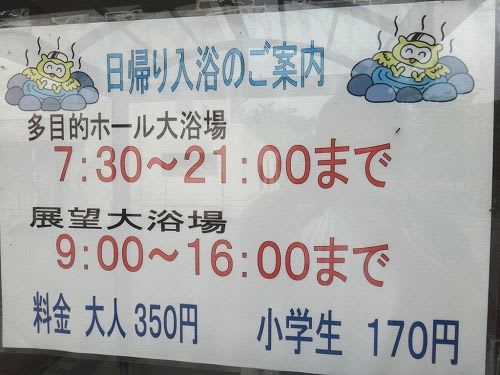 日帰り入浴のご案内
多目的ホール大浴場
7:30～21:00まで
展望大浴場
9:00～16:00まで
料金 大人 350円 小学生 170円